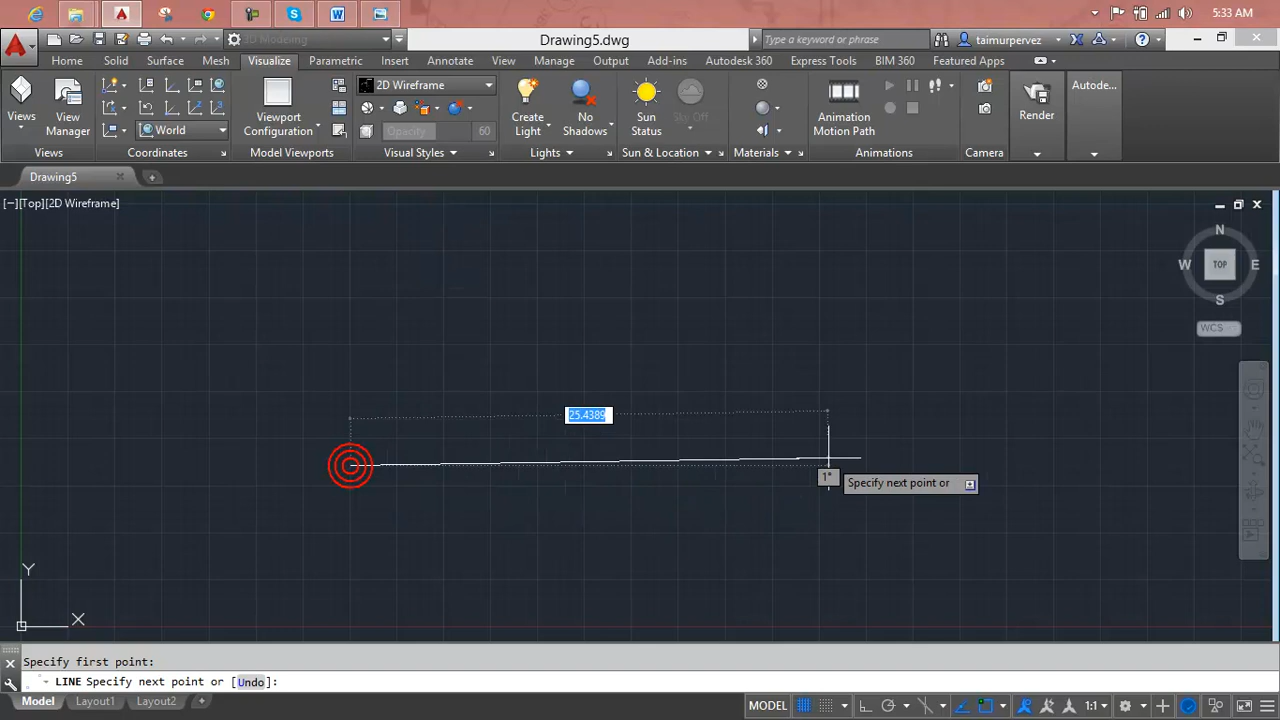 5:33 AM
3D Modeling
Drawing5.dwg
Type a keyword or phrase
taimurpervez
Home Solid Surface Mesh Visualize Parametric Insert Annotate View Manage Output Add-ins Autodesk 360 Express Tools BIM 360 Featured Apps
Views
View Manager
World
Viewport Configuration
2D Wireframe
Opacity 60
Create Light
No Shadows
Sun Status
Sky Off
Animation Motion Path
Render
Autode...
Views Coordinates Model Viewports Visual Styles Lights Sun & Location Materials Animations Camera
Drawing5
[−][Top][2D Wireframe]
N
W TOP E
S
WCS
25.4389
1°
Specify next point or
Y
X
Specify first point:
LINE Specify next point or [Undo]:
Model Layout1 Layout2 MODEL 1:1